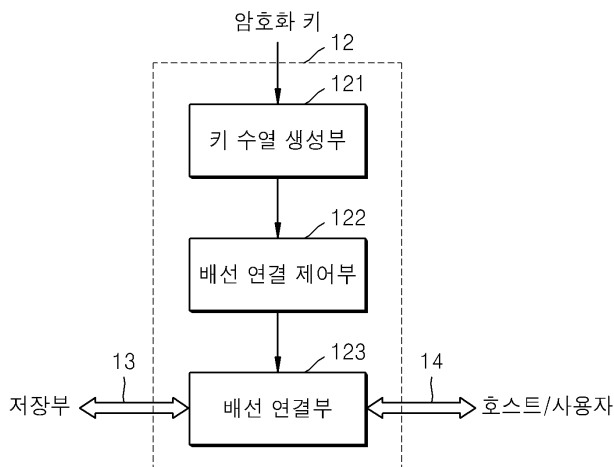 암호화 키
12
121
키 수열 생성부
122
배선 연결 제어부
123
13
14
저장부
배선 연결부
호스트/사용자